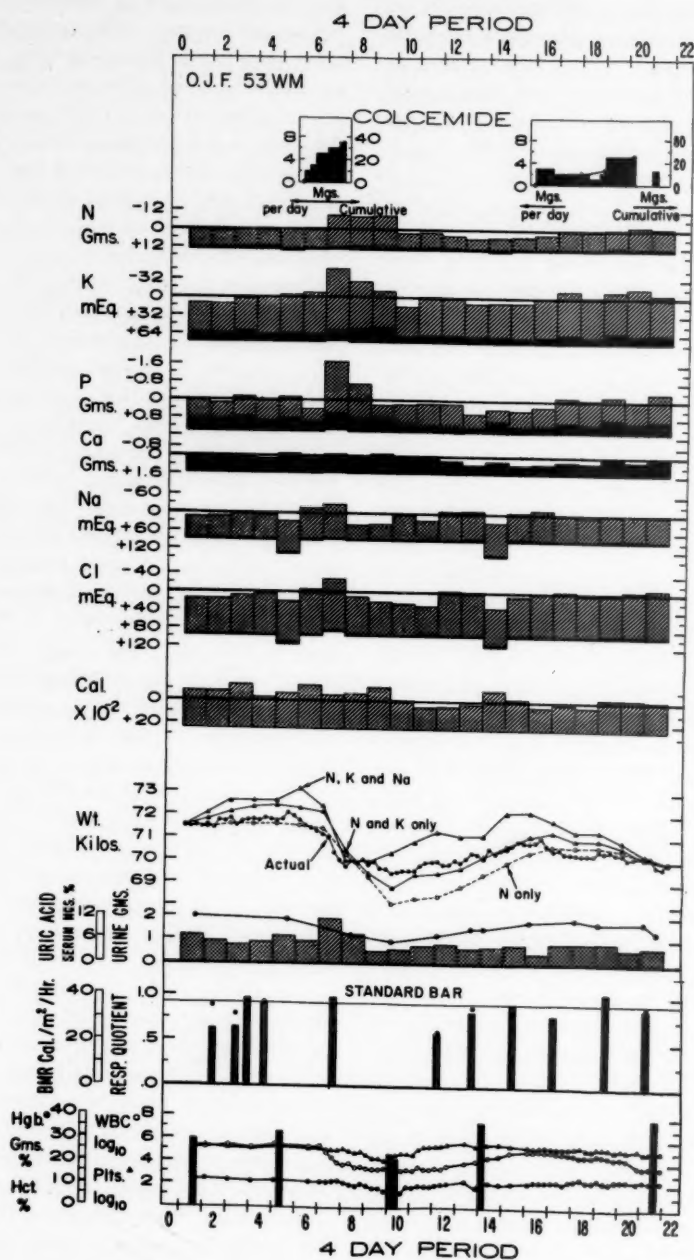 4 DAY PERIOD
0 2 4 6 8 10 12 14 16 18 20 22
O.J.F. 53 WM
COLCEMIDE
8 40
4 20
0 0
Mgs.
per day Cumulative
8 80
4
0 0
Mgs. Mgs.
per day Cumulative
N -12
0
Gms. +12
K -32
0
mEq. +32
+64
-1.6
P -0.8
0
Gms. +0.8
Ca -0.8
0
Gms. +1.6
-60
Na 0
mEq +60
+120
-40
Cl 0
mEq +40
+80
+120
Cal. 0
X 10-2 +20
73
N, K and Na
72
Wt. 71
N and K only
Kilos. 70
Actual
69
N only
URIC ACID
SERUM MGS. %
12
6
0
URINE GMS.
2
1
0
BMR Cal./m²/Hr.
40
20
0
RESP. QUOTIENT
1.0
.5
.0
STANDARD BAR
Hgb.
Gms.
%
Hct.
%
40
30
20
10
0
WBC
log10
Plts.
log10
8
6
4
2
0 2 4 6 8 10 12 14 16 18 20 22
4 DAY PERIOD